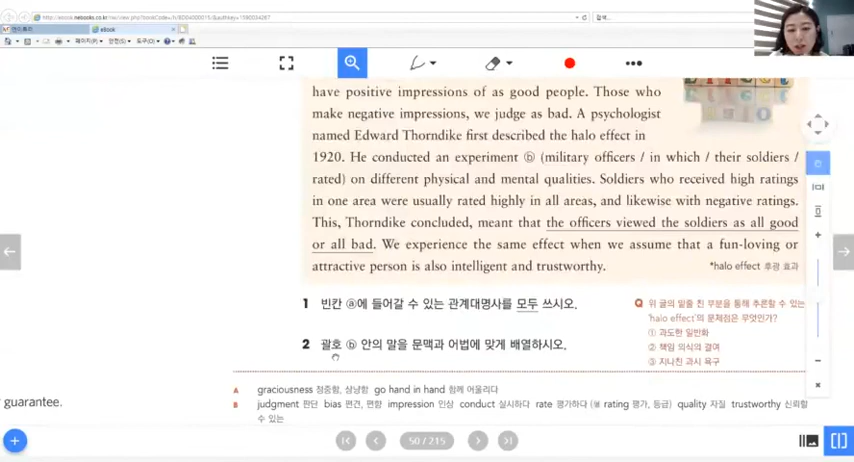 http://ebook.nebooks.co.kr
eBook
검색...
have positive impressions of as good people. Those who
make negative impressions, we judge as bad. A psychologist
named Edward Thorndike first described the halo effect in
1920. He conducted an experiment ⓑ (military officers / in which / their soldiers /
rated) on different physical and mental qualities. Soldiers who received high ratings
in one area were usually rated highly in all areas, and likewise with negative ratings.
This, Thorndike concluded, meant that the officers viewed the soldiers as all good
or all bad. We experience the same effect when we assume that a fun-loving or
attractive person is also intelligent and trustworthy.
*halo effect 후광 효과
1 빈칸 ⓐ에 들어갈 수 있는 관계대명사를 모두 쓰시오.
2 괄호 ⓑ 안의 말을 문맥과 어법에 맞게 배열하시오.
Q 위 글의 밑줄 친 부분을 통해 추론할 수 있는
'halo effect'의 문제점은 무엇인가?
① 과도한 일반화
② 책임 의식의 결여
③ 지나친 과시 욕구
A graciousness 정중함, 상냥함 go hand in hand 함께 어울리다
B judgment 판단 bias 편견, 편향 impression 인상 conduct 실시하다 rate 평가하다 (명 rating 평가, 등급) quality 자질 trustworthy 신뢰할
수 있는
guarantee.
50 / 215